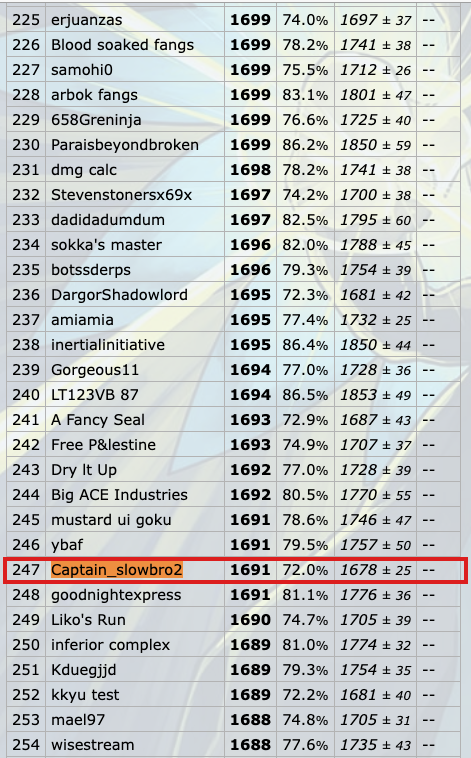 225 erjuanzas 1699 74.0% 1697 ± 37 --
226 Blood soaked fangs 1699 78.2% 1741 ± 38 --
227 samohi0 1699 75.5% 1712 ± 26 --
228 arbok fangs 1699 83.1% 1801 ± 47 --
229 658Greninja 1699 76.6% 1725 ± 40 --
230 Paraisbeyondbroken 1699 86.2% 1850 ± 59 --
231 dmg calc 1698 78.2% 1741 ± 38 --
232 Stevenstonersx69x 1697 74.2% 1700 ± 38 --
233 dadidadumdum 1697 82.5% 1795 ± 60 --
234 sokka's master 1696 82.0% 1788 ± 45 --
235 botssderps 1696 79.3% 1754 ± 39 --
236 DargorShadowlord 1695 72.3% 1681 ± 42 --
237 amiamia 1695 77.4% 1732 ± 25 --
238 inertialinitiative 1695 86.4% 1850 ± 44 --
239 Gorgeous11 1694 77.0% 1728 ± 36 --
240 LT123VB 87 1694 86.5% 1853 ± 49 --
241 A Fancy Seal 1693 72.9% 1687 ± 43 --
242 Free P&lestine 1693 74.9% 1707 ± 37 --
243 Dry It Up 1692 77.0% 1728 ± 39 --
244 Big ACE Industries 1692 80.5% 1770 ± 55 --
245 mustard ui goku 1691 78.6% 1746 ± 47 --
246 ybaf 1691 79.5% 1757 ± 50 --
247 Captain_slowbro2 1691 72.0% 1678 ± 25 --
248 goodnightexpress 1691 81.1% 1776 ± 36 --
249 Liko's Run 1690 74.7% 1705 ± 39 --
250 inferior complex 1689 81.0% 1774 ± 32 --
251 Kduegjjd 1689 79.3% 1754 ± 35 --
252 kkyu test 1689 72.2% 1681 ± 40 --
253 mael97 1688 74.8% 1705 ± 31 --
254 wisestream 1688 77.6% 1735 ± 43 --